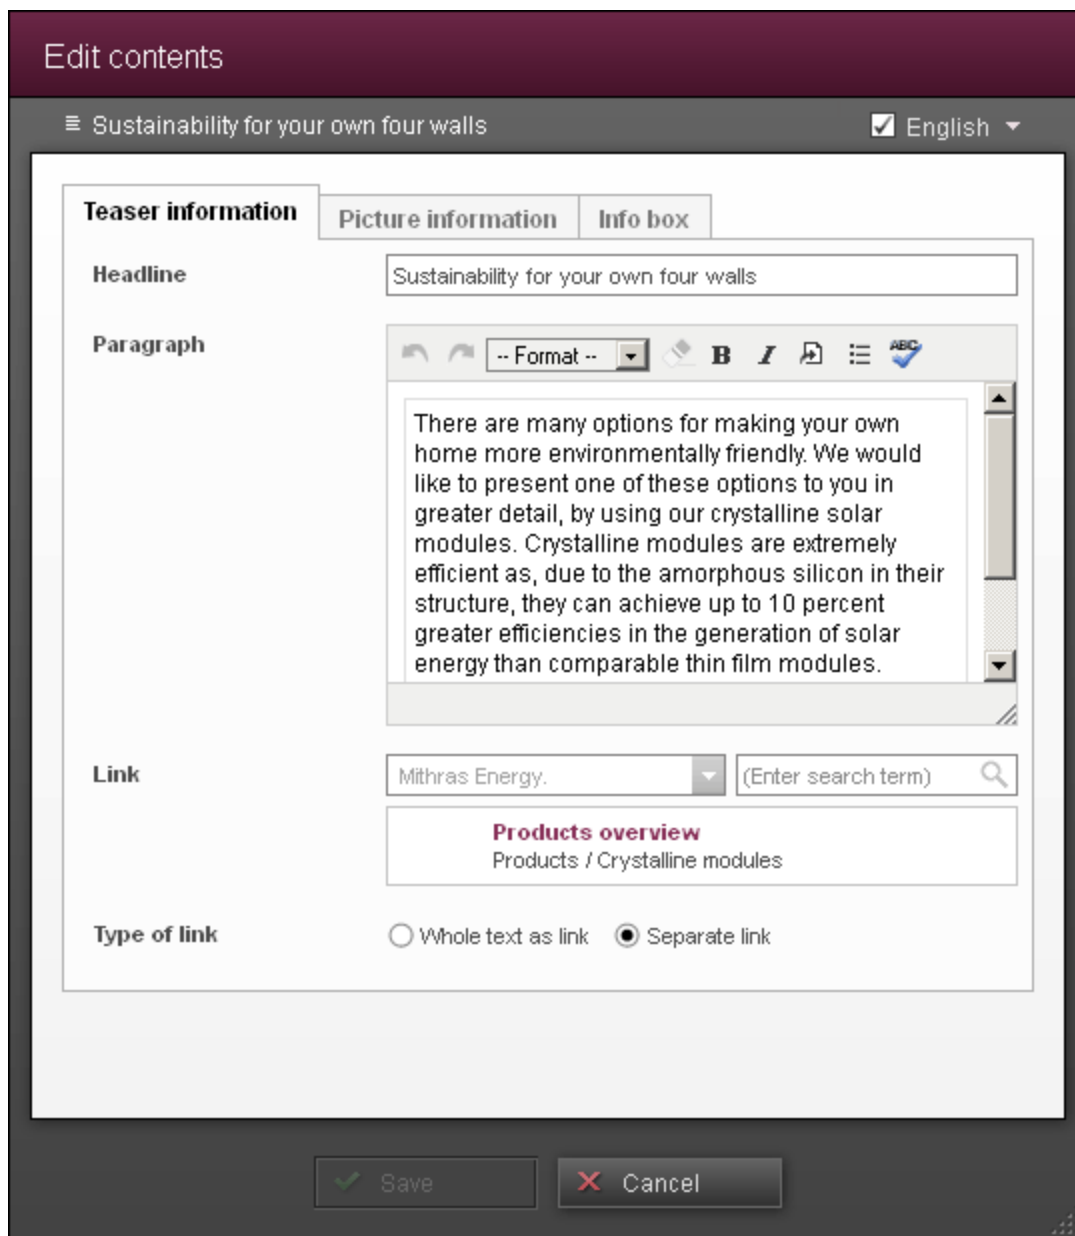 Edit contents
Sustainability for your own four walls
English
Teaser information
Picture information
Info box
Headline
Sustainability for your own four walls
Paragraph
-- Format --
B
I
ABC
There are many options for making your own
home more environmentally friendly. We would
like to present one of these options to you in
greater detail, by using our crystalline solar
modules. Crystalline modules are extremely
efficient as, due to the amorphous silicon in their
structure, they can achieve up to 10 percent
greater efficiencies in the generation of solar
energy than comparable thin film modules.
Link
Mithras Energy.
(Enter search term)
Products overview
Products / Crystalline modules
Type of link
Whole text as link
Separate link
Save
Cancel